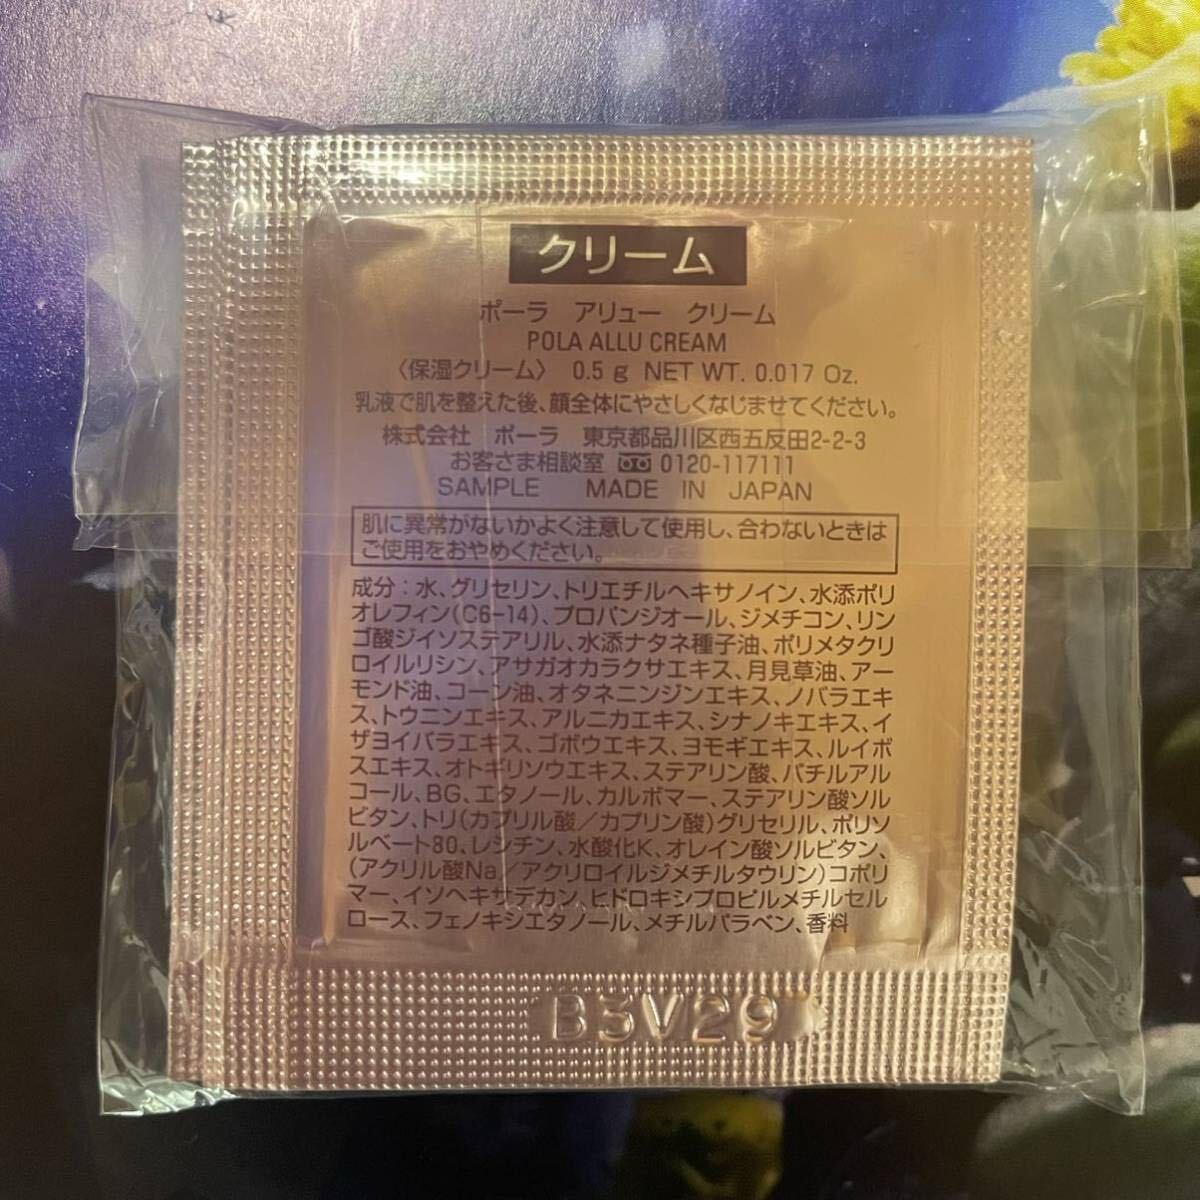 クリーム
ポーラ アリュー クリーム
POLA ALLU CREAM
〈保湿クリーム〉 0.5 g NET WT. 0.017 Oz.
乳液で肌を整えた後、顔全体にやさしくなじませてください。
株式会社 ポーラ 東京都品川区西五反田2-2-3
お客さま相談室 0120-117111
SAMPLE MADE IN JAPAN
肌に異常がないかよく注意して使用し、合わないときは
ご使用をおやめください。
成分：水、グリセリン、トリエチルヘキサノイン、水添ポリ
オレフィン(C6-14)、プロパンジオール、ジメチコン、リン
ゴ酸ジイソステアリル、水添ナタネ種子油、ポリメタクリ
ロイルリシン、アサガオカラクサエキス、月見草油、アー
モンド油、コーン油、オタネニンジンエキス、ノバラエキ
ス、トウニンエキス、アルニカエキス、シナノキエキス、イ
ザヨイバラエキス、ゴボウエキス、ヨモギエキス、ルイボ
スエキス、オトギリソウエキス、ステアリン酸、バチルアル
コール、BG、エタノール、カルボマー、ステアリン酸ソル
ビタン、トリ(カプリル酸／カプリン酸)グリセリル、ポリソ
ルベート80、レシチン、水酸化K、オレイン酸ソルビタン、
(アクリル酸Na／アクリロイルジメチルタウリン)コポリ
マー、イソヘキサデカン、ヒドロキシプロピルメチルセル
ロース、フェノキシエタノール、メチルパラベン、香料
B5V29